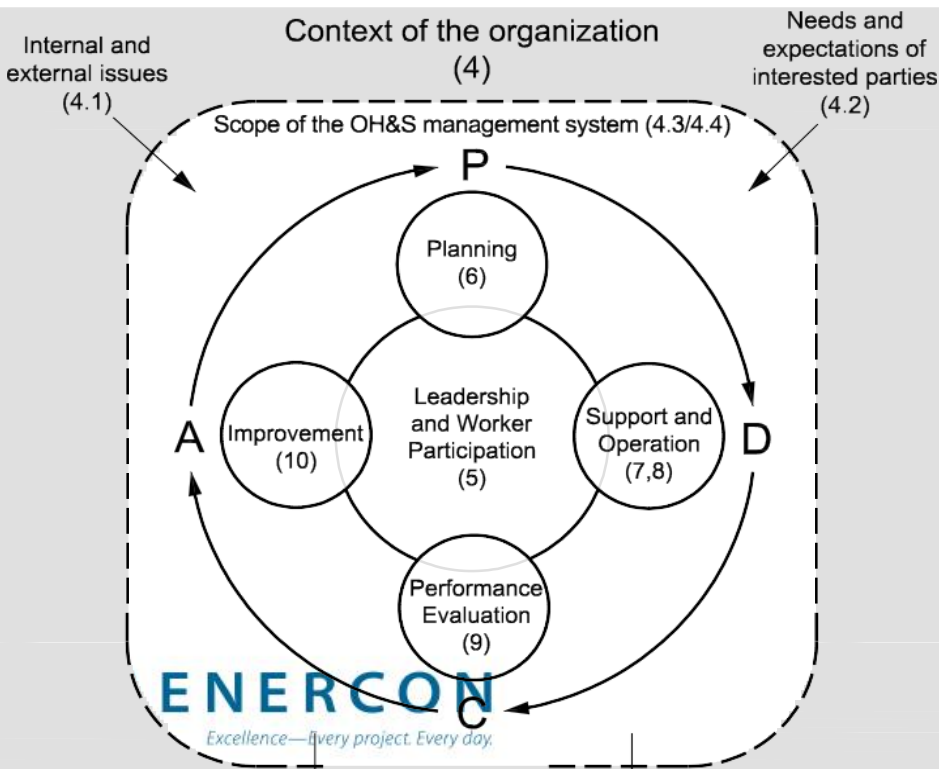 Context of the organization
(4)
Internal and
external issues
(4.1)
Needs and
expectations of
interested parties
(4.2)
Scope of the OH&S management system (4.3/4.4)
P
Planning
(6)
Leadership
and Worker
Participation
(5)
A
Improvement
(10)
Support and
Operation
(7,8)
D
Performance
Evaluation
(9)
C
ENERCON
Excellence—Every project. Every day.